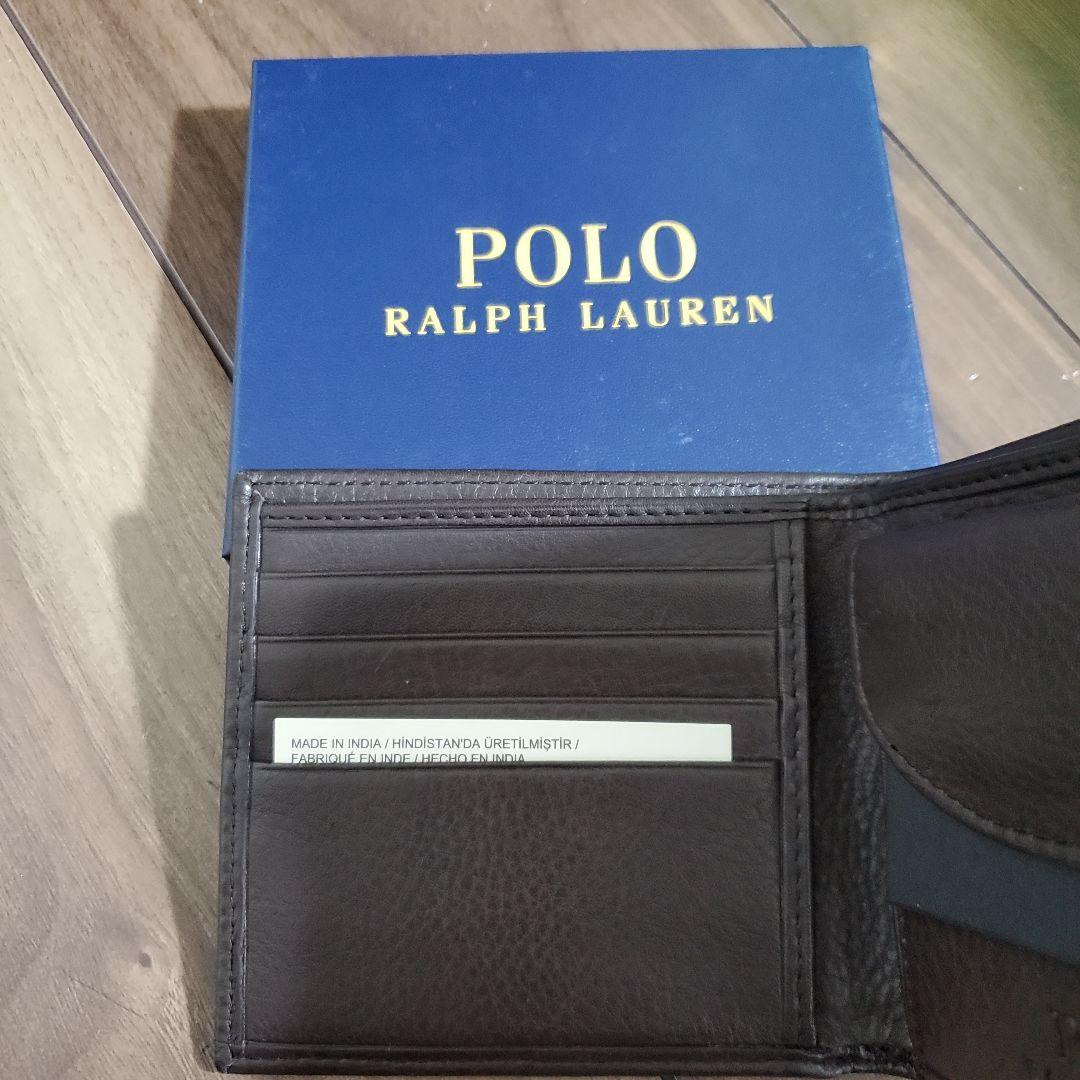 POLO
RALPH LAUREN
MADE IN INDIA / HİNDİSTAN'DA ÜRETİLMİŞTİR /
FABRIQUÉ EN INDE / HECHO EN INDIA